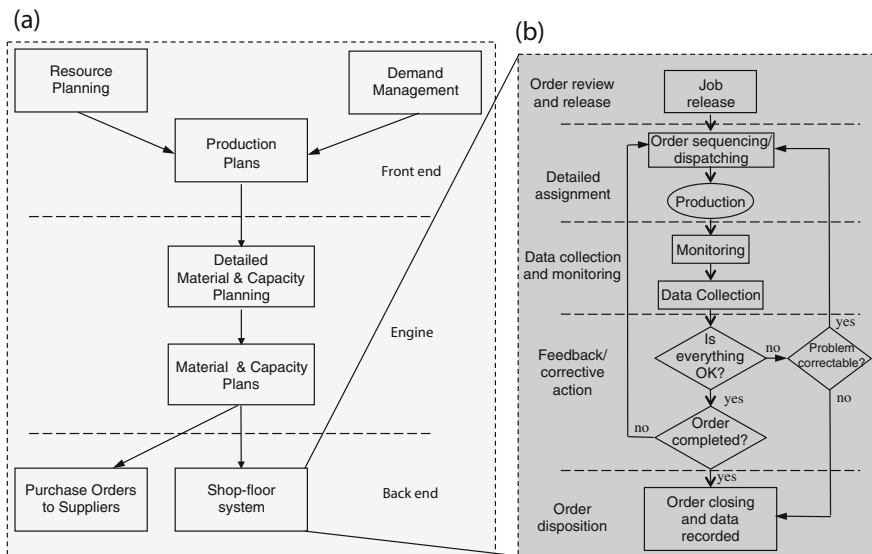 (a)
Resource
Planning
Demand
Management
Production
Plans
Front end
Detailed
Material & Capacity
Planning
Engine
Material & Capacity
Plans
Purchase Orders
to Suppliers
Shop-floor
system
Back end
(b)
Order review
and release
Job
release
Order sequencing/
dispatching
Detailed
assignment
Production
Data collection
and monitoring
Monitoring
Data Collection
yes
Feedback/
corrective
action
Is
everything
OK?
no
Problem
correctable?
yes
no
no
Order
completed?
yes
Order
disposition
Order closing
and data
recorded